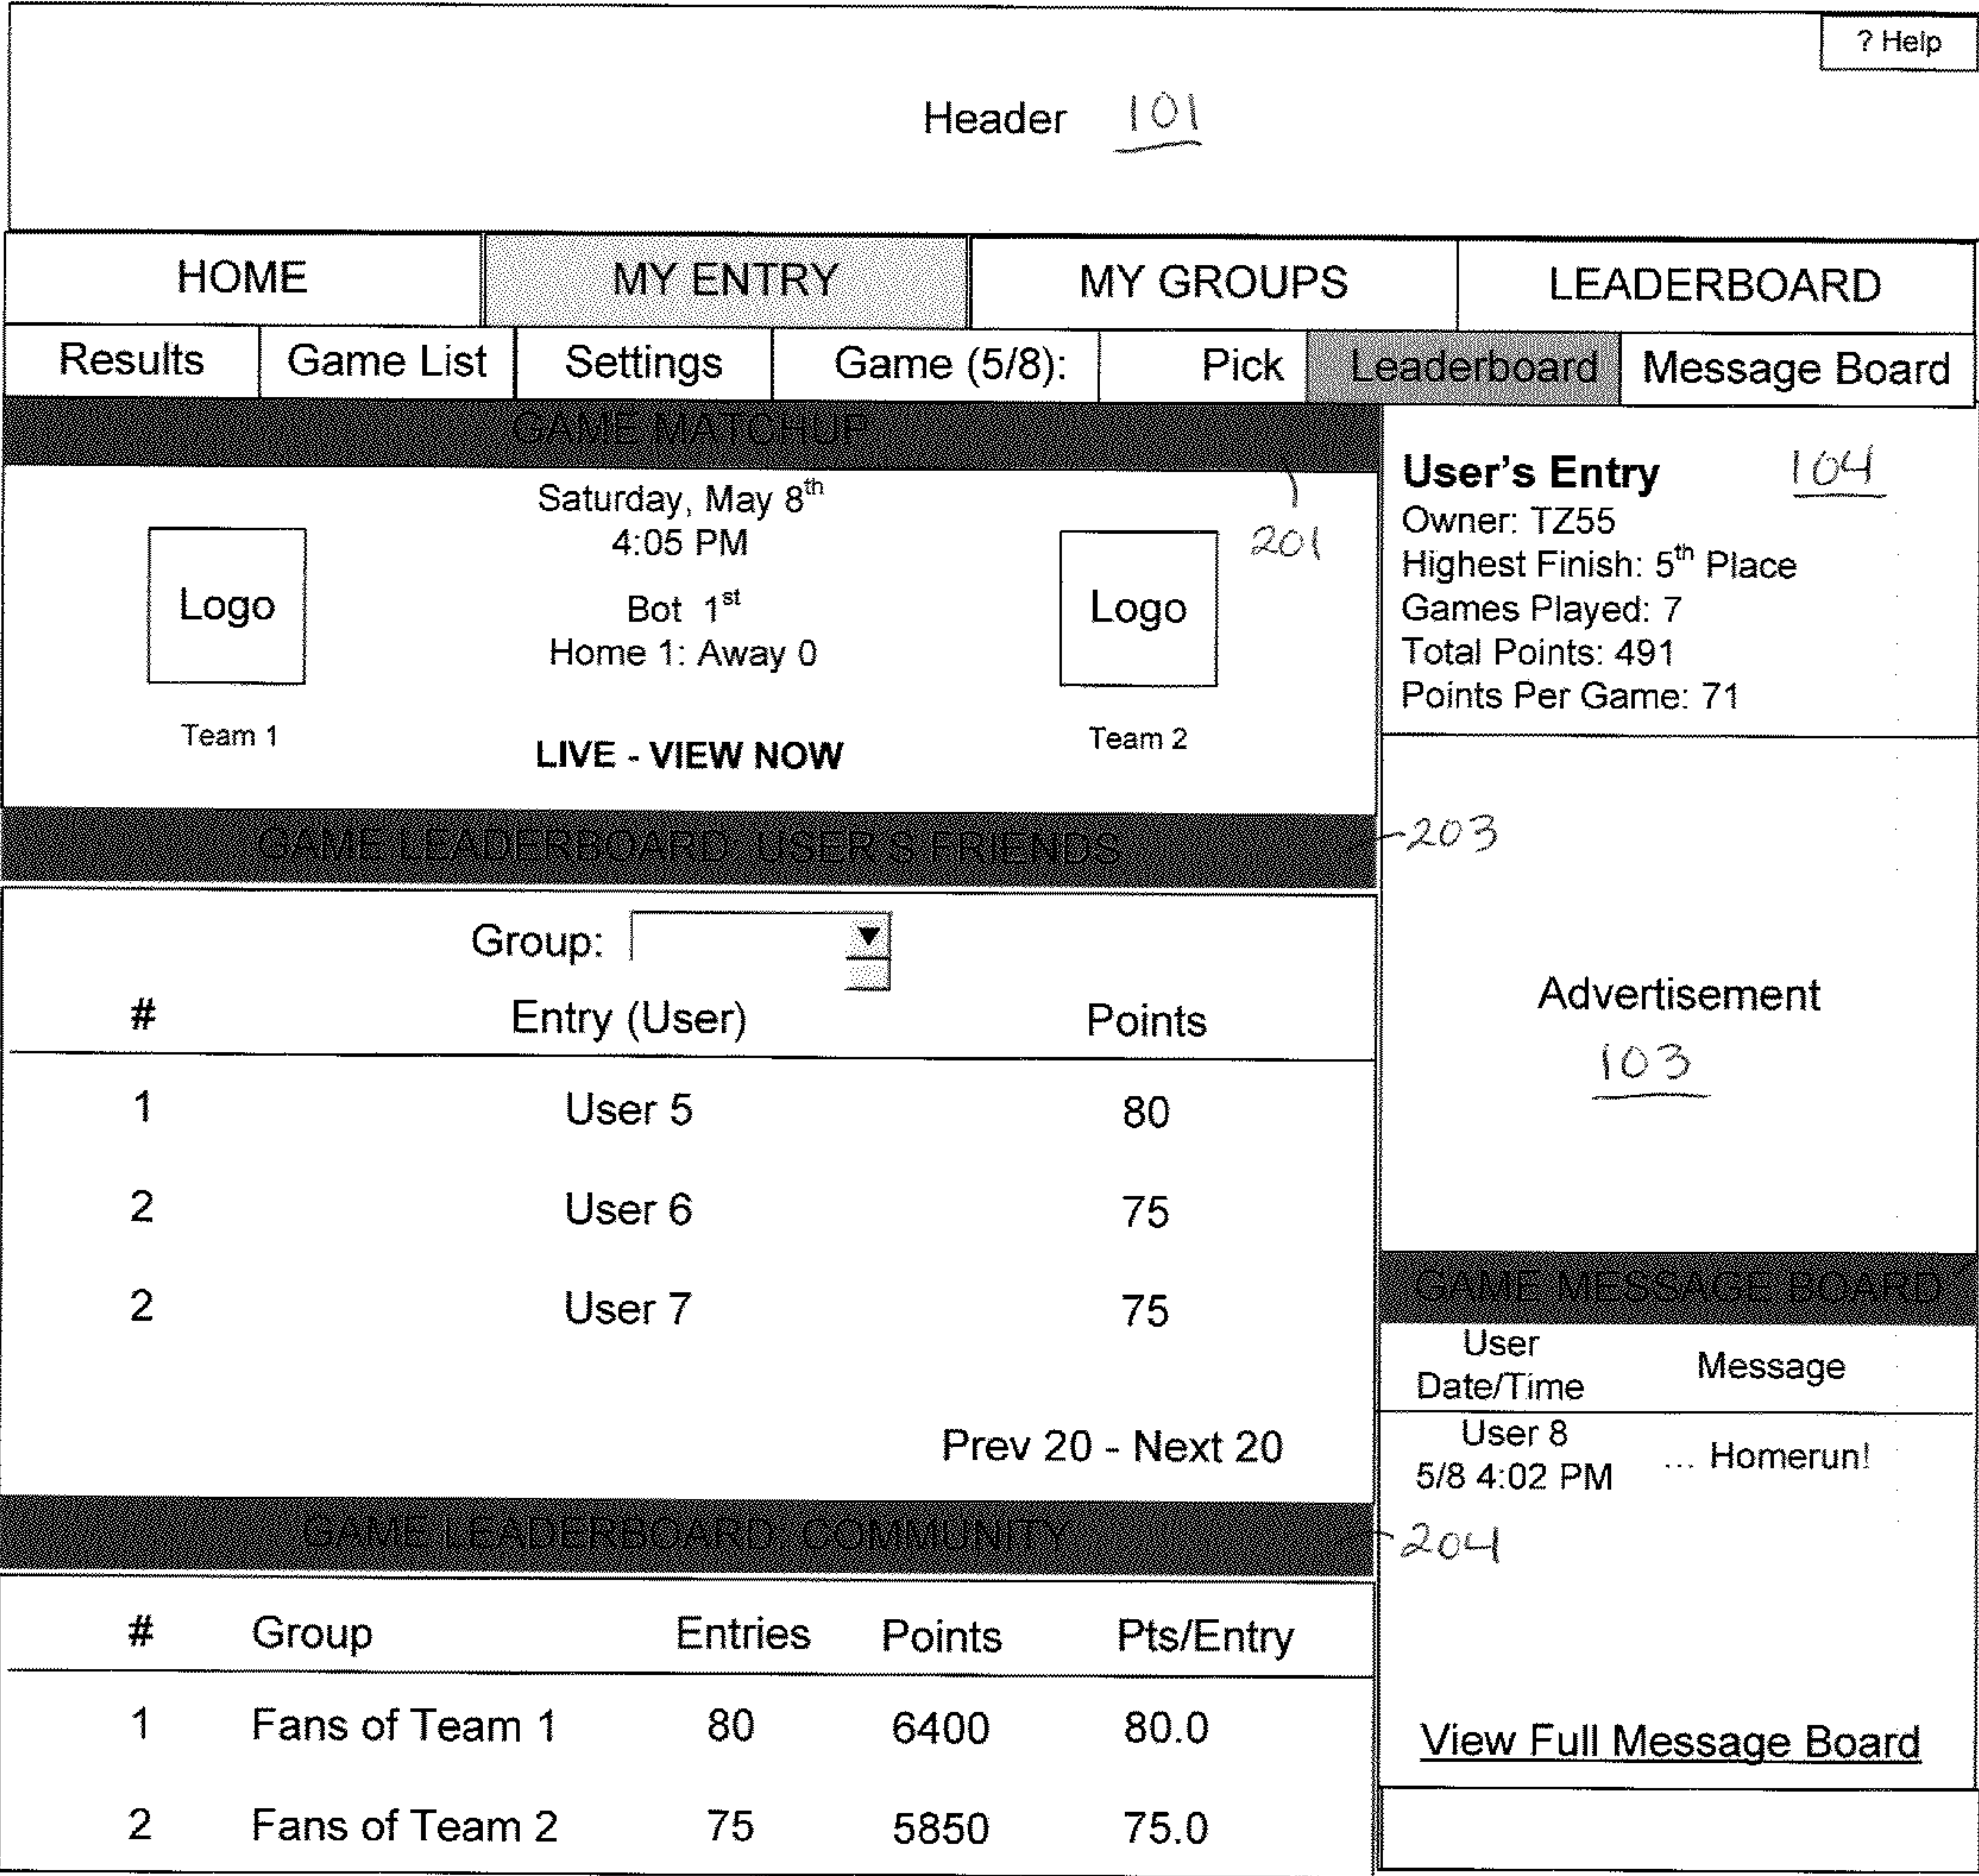 ? Help
Header 101
HOME MY ENTRY MY GROUPS LEADERBOARD
Results Game List Settings Game (5/8): Pick Leaderboard Message Board
GAME MATCHUP
201
Saturday, May 8th
4:05 PM
Bot 1st
Home 1: Away 0
Logo
Team 1
Logo
Team 2
LIVE - VIEW NOW
User's Entry 104
Owner: TZ55
Highest Finish: 5th Place
Games Played: 7
Total Points: 491
Points Per Game: 71
GAME LEADERBOARD: USER'S FRIENDS
203
Group:
# Entry (User) Points
1 User 5 80
2 User 6 75
2 User 7 75
Prev 20 - Next 20
Advertisement
103
GAME MESSAGE BOARD
User
Date/Time Message
User 8
5/8 4:02 PM ... Homerun!
View Full Message Board
GAME LEADERBOARD: COMMUNITY
204
# Group Entries Points Pts/Entry
1 Fans of Team 1 80 6400 80.0
2 Fans of Team 2 75 5850 75.0